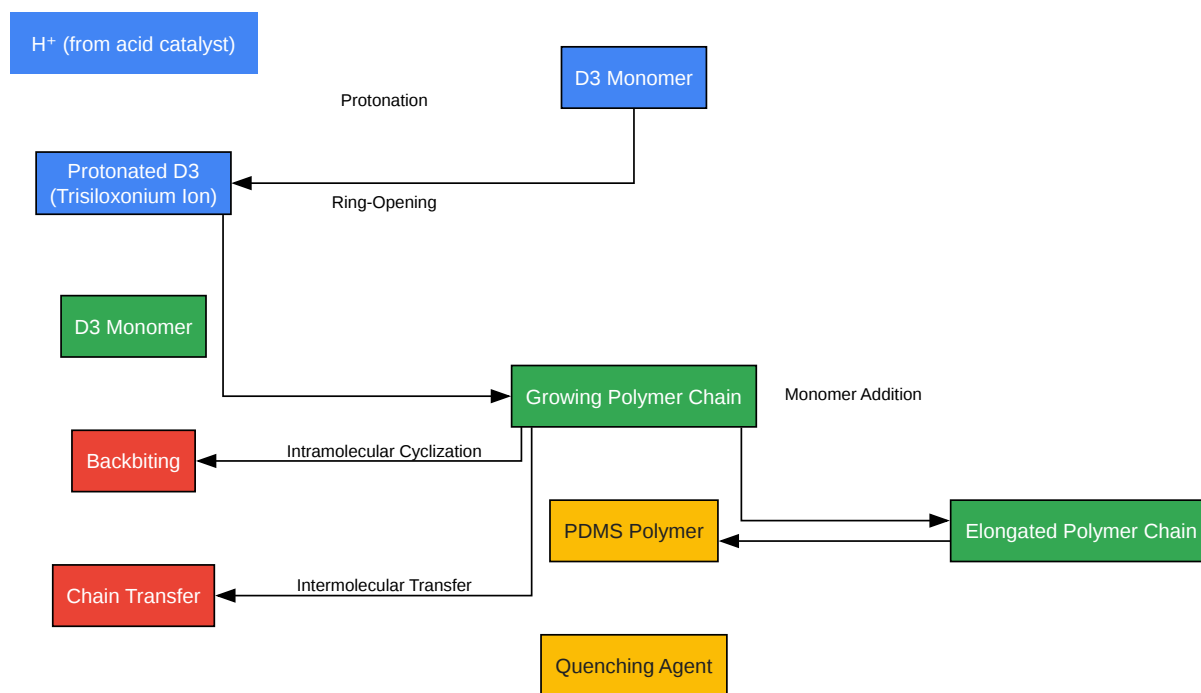 H⁺ (from acid catalyst)
D3 Monomer
Protonation
Protonated D3
(Trisiloxonium Ion)
Ring-Opening
D3 Monomer
Growing Polymer Chain
Monomer Addition
Backbiting
Intramolecular Cyclization
PDMS Polymer
Elongated Polymer Chain
Chain Transfer
Intermolecular Transfer
Quenching Agent